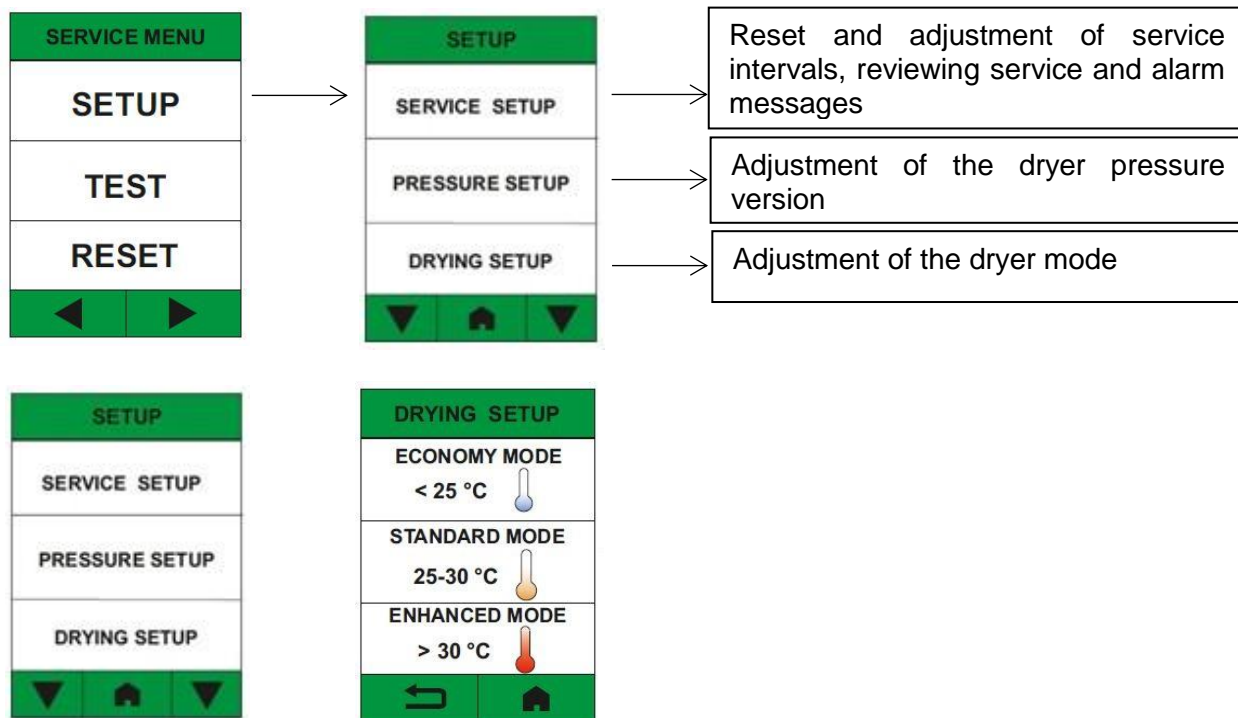 SERVICE MENU
SETUP
TEST
RESET
SETUP
SERVICE SETUP
PRESSURE SETUP
DRYING SETUP
Reset and adjustment of service
intervals, reviewing service and alarm
messages
Adjustment of the dryer pressure
version
Adjustment of the dryer mode
SETUP
SERVICE SETUP
PRESSURE SETUP
DRYING SETUP
DRYING SETUP
ECONOMY MODE
< 25 °C
STANDARD MODE
25-30 °C
ENHANCED MODE
> 30 °C